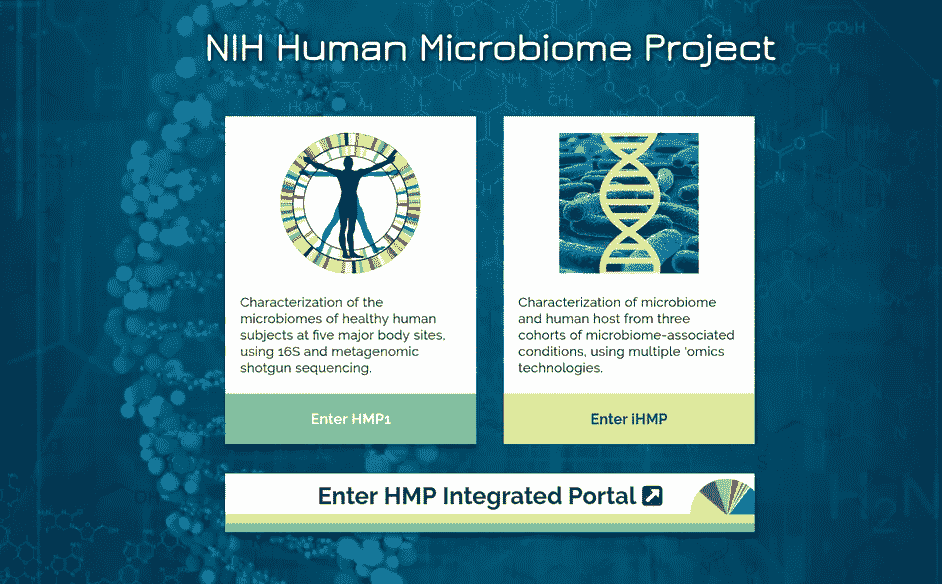 NIH Human Microbiome Project
Characterization of the
microbiomes of healthy human
subjects at five major body sites,
using 16S and metagenomic
shotgun sequencing.
Enter HMP1
Characterization of microbiome
and human host from three
cohorts of microbiome-associated
conditions, using multiple 'omics
technologies.
Enter iHMP
Enter HMP Integrated Portal